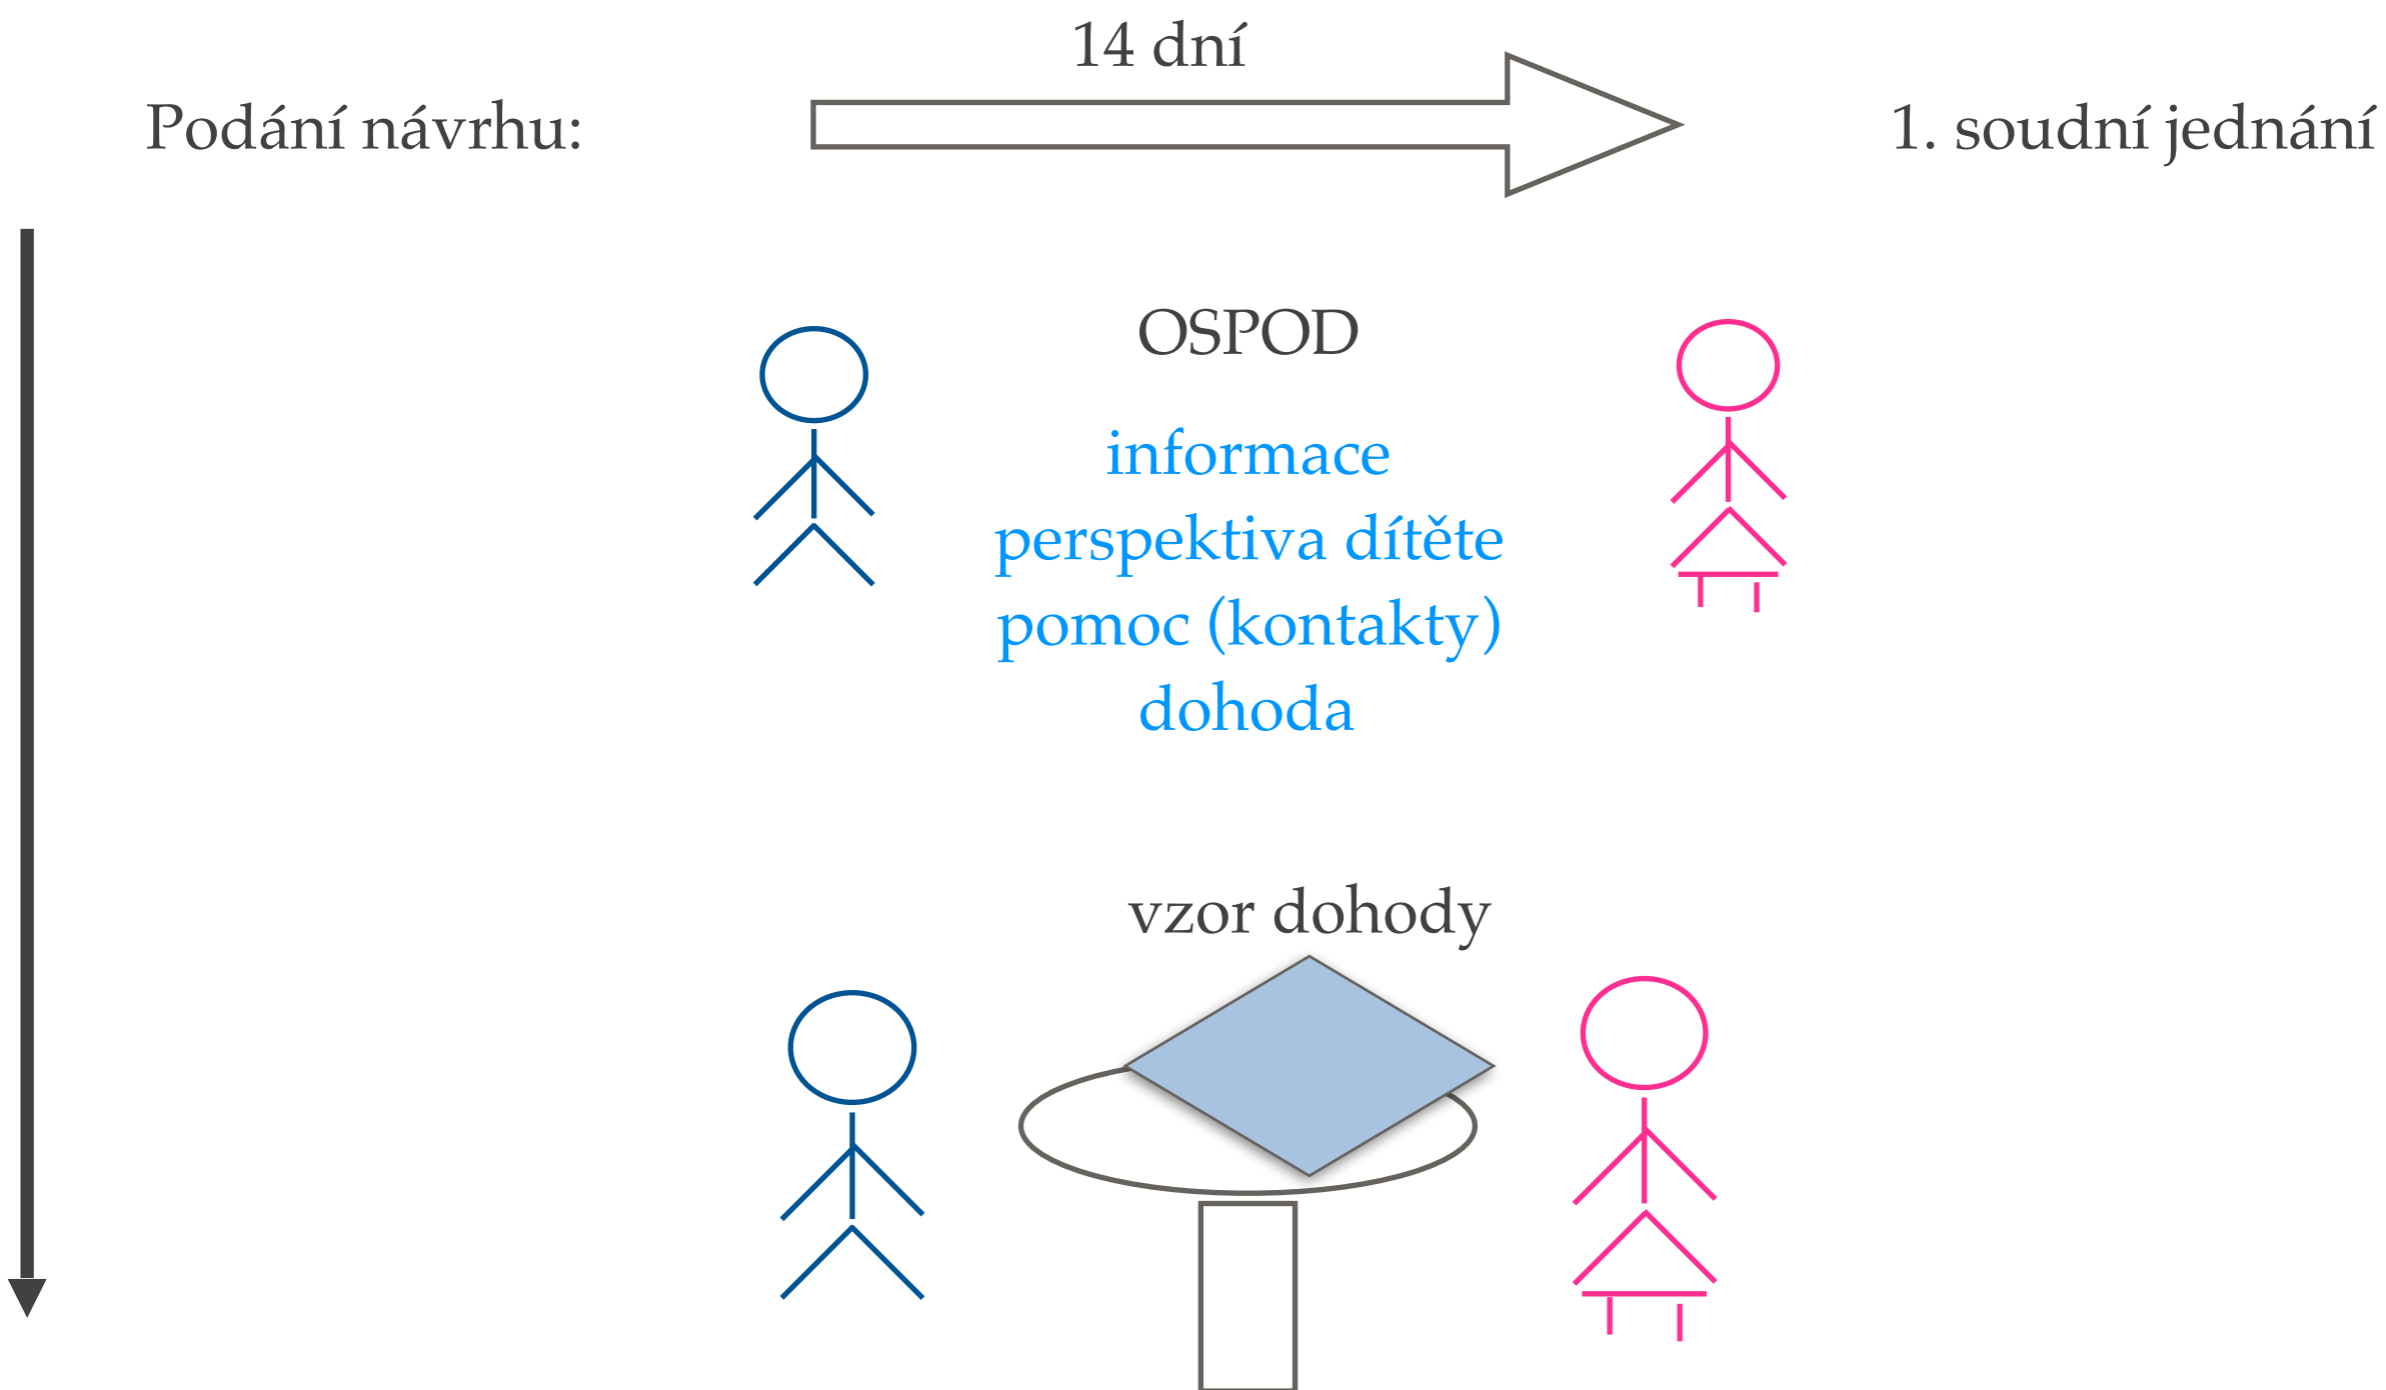 14 dní
Podání návrhu:
1. soudní jednání
OSPOD
informace
perspektiva dítěte
pomoc (kontakty)
dohoda
vzor dohody